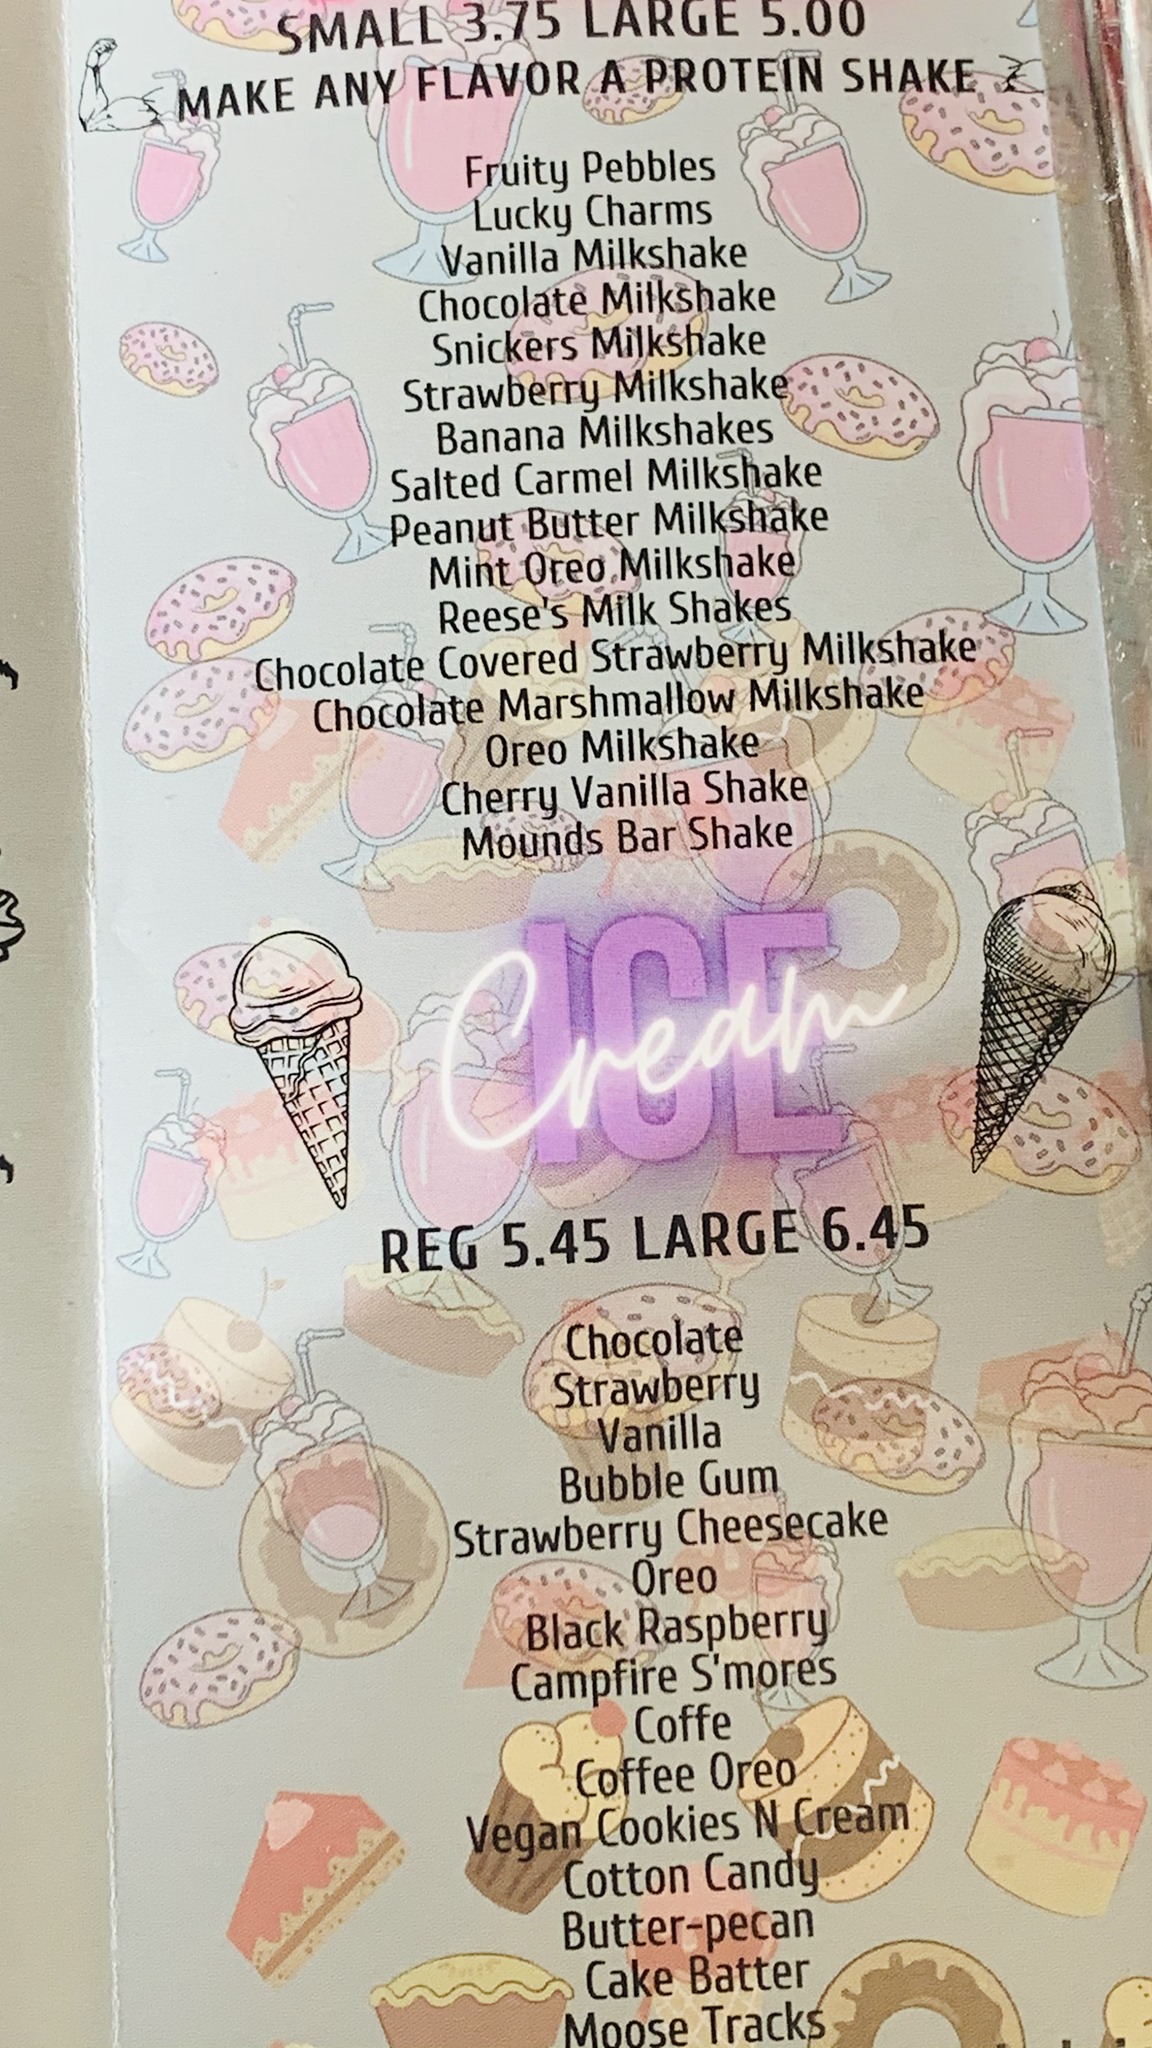 SMALL 3.75 LARGE 5.00
MAKE ANY FLAVOR A PROTEIN SHAKE
Fruity Pebbles
Lucky Charms
Vanilla Milkshake
Chocolate Milkshake
Snickers Milkshake
Strawberry Milkshake
Banana Milkshakes
Salted Carmel Milkshake
Peanut Butter Milkshake
Mint Oreo Milkshake
Reese's Milk Shakes
Chocolate Covered Strawberry Milkshake
Chocolate Marshmallow Milkshake
Oreo Milkshake
Cherry Vanilla Shake
Mounds Bar Shake
ICE
Cream
REG 5.45 LARGE 6.45
Chocolate
Strawberry
Vanilla
Bubble Gum
Strawberry Cheesecake
Oreo
Black Raspberry
Campfire S'mores
Coffe
Coffee Oreo
Vegan Cookies N Cream
Cotton Candy
Butter-pecan
Cake Batter
Moose Tracks